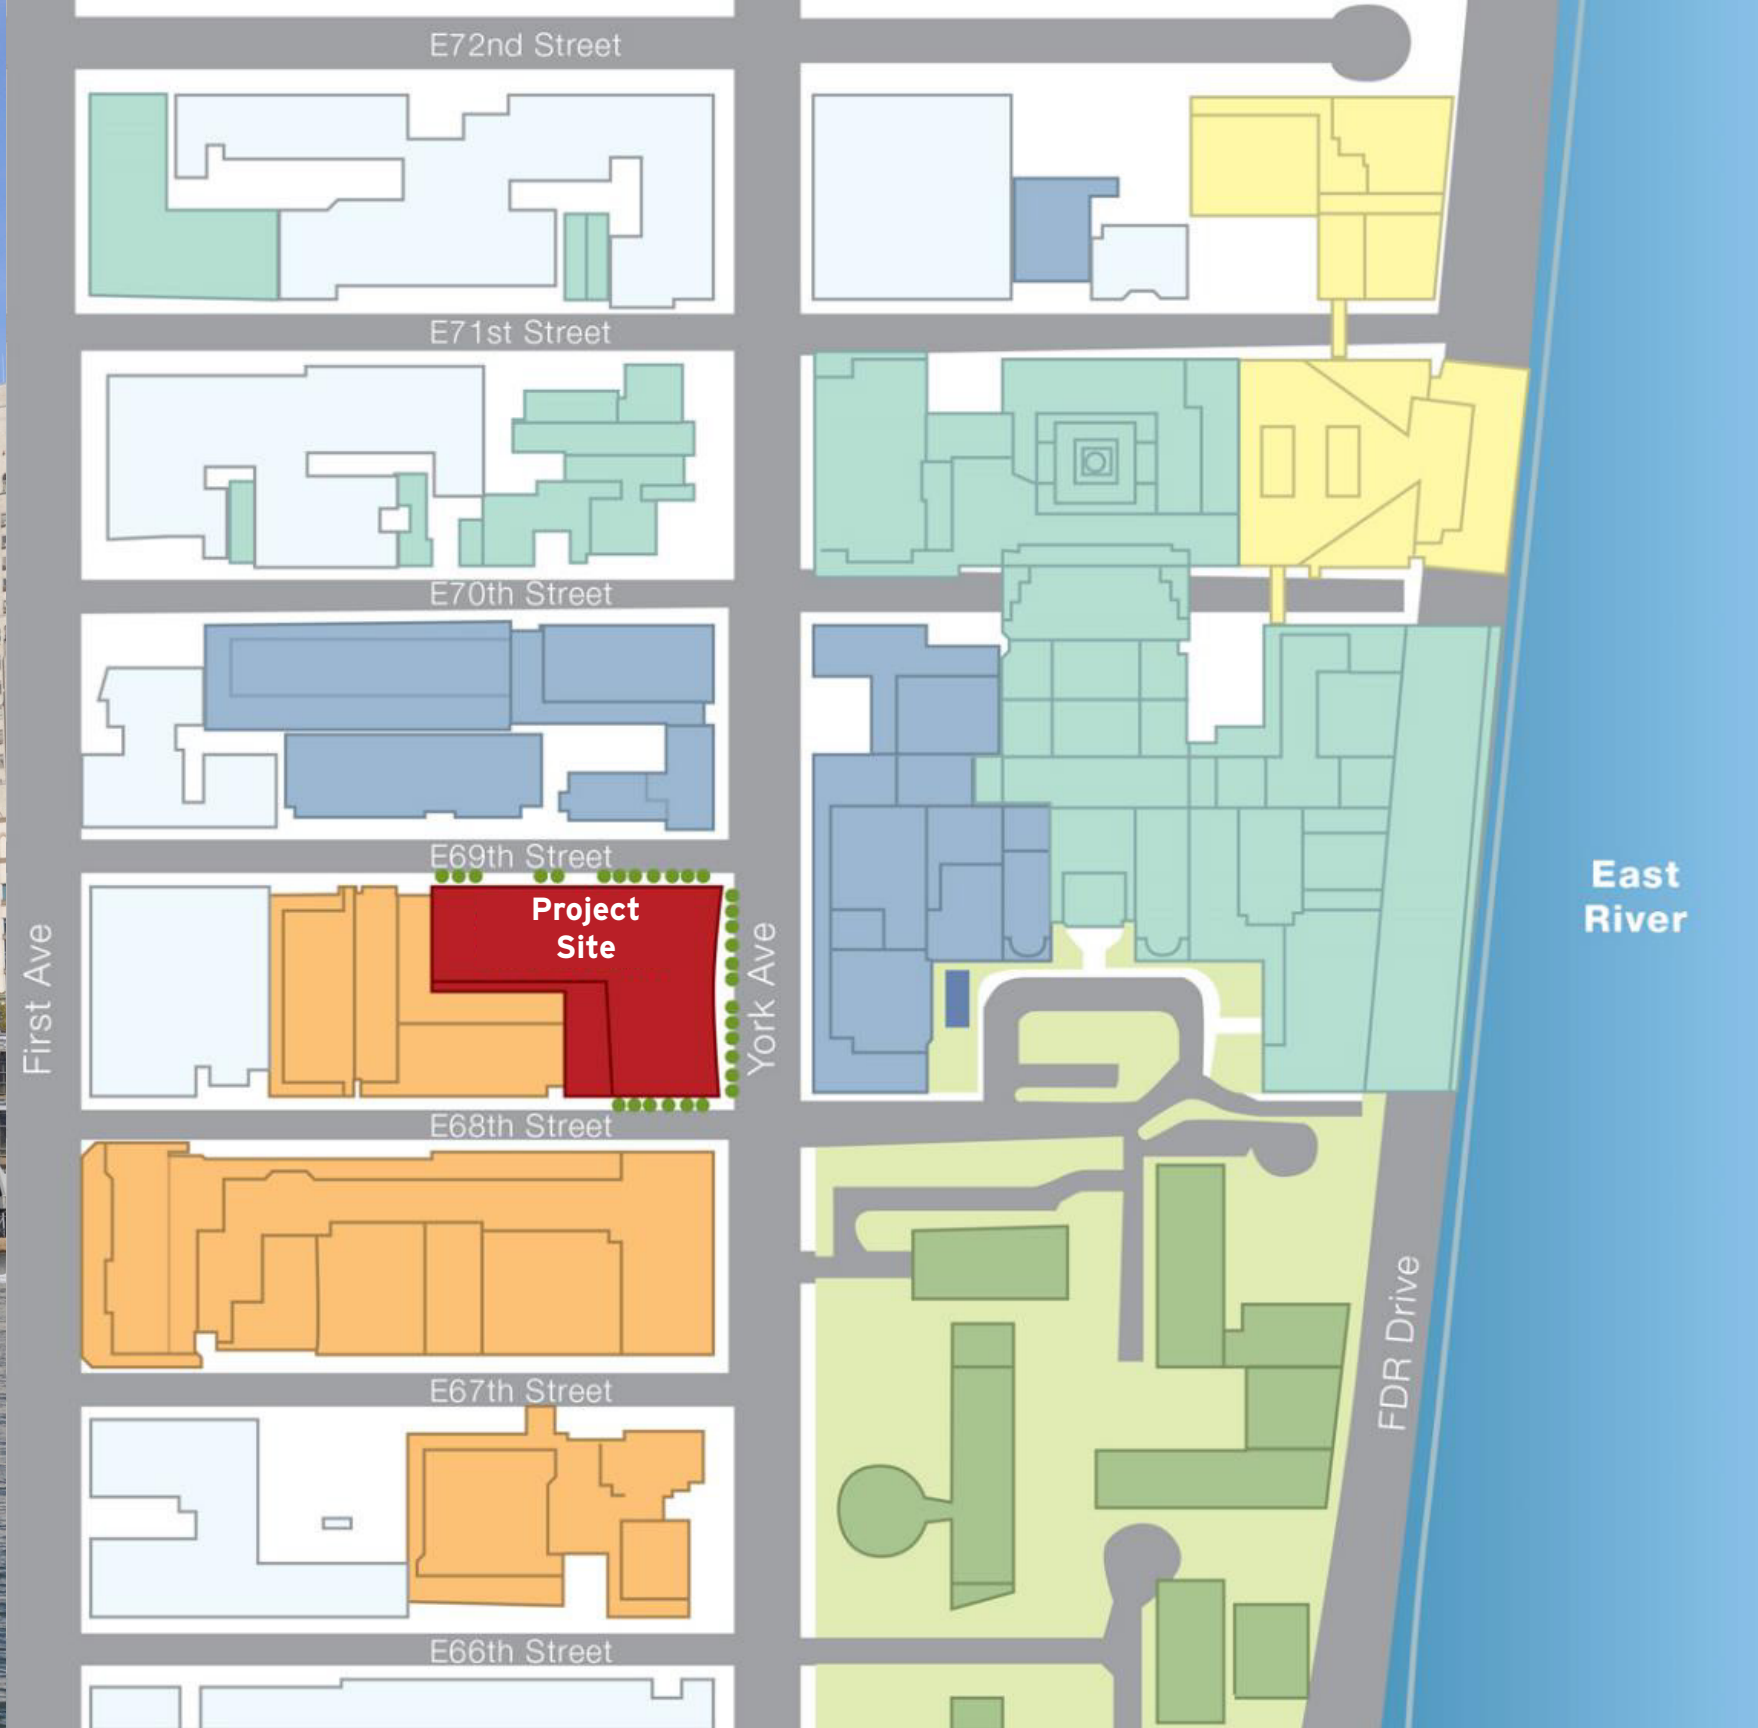 E72nd Street
E71st Street
E70th Street
E69th Street
Project
Site
East
River
First Ave
York Ave
E68th Street
FDR Drive
E67th Street
E66th Street